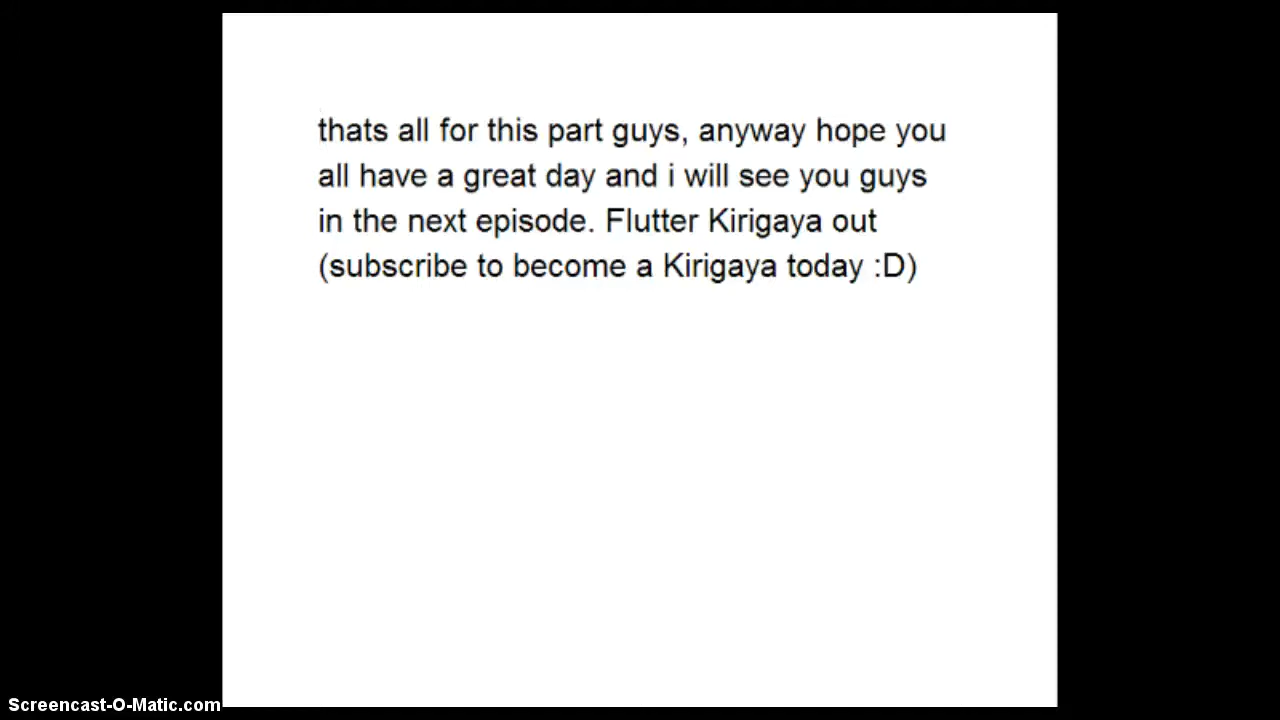 thats all for this part guys, anyway hope you
all have a great day and i will see you guys
in the next episode. Flutter Kirigaya out
(subscribe to become a Kirigaya today :D)
Screencast-O-Matic.com